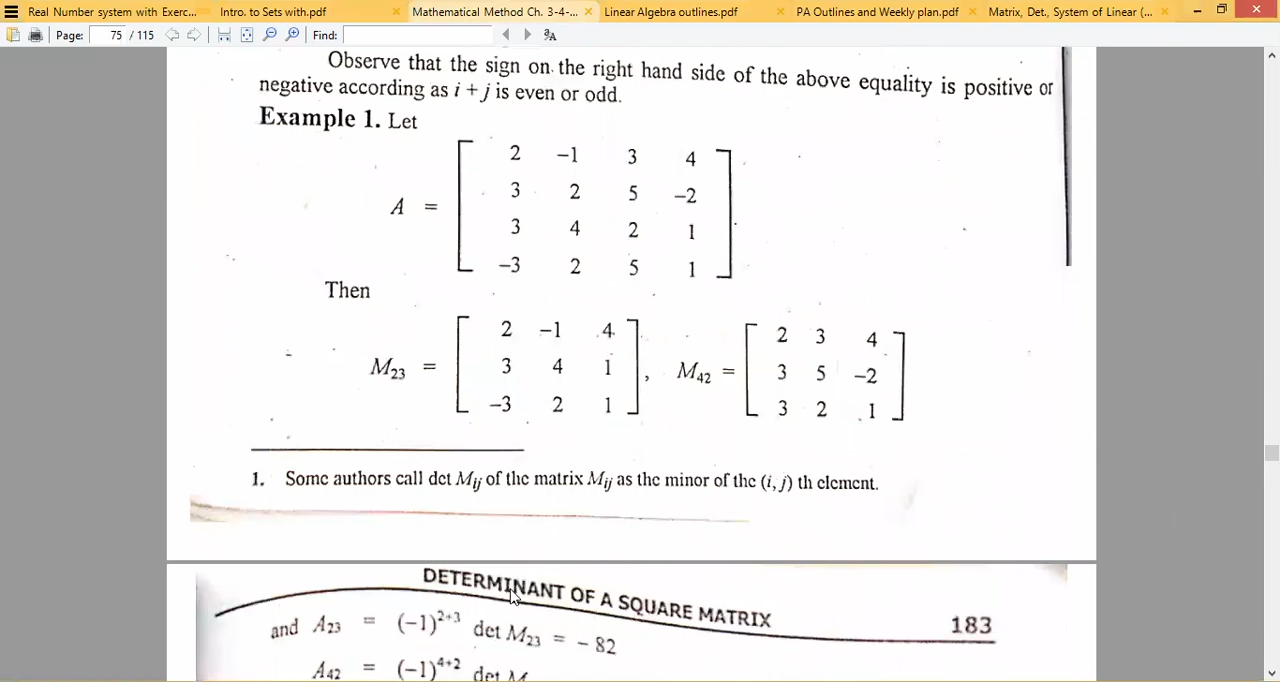 Real Number system with Exerc... Intro. to Sets with.pdf Mathematical Method Ch. 3-4-... Linear Algebra outlines.pdf PA Outlines and Weekly plan.pdf Matrix, Det., System of Linear (...
Page: 75 / 115 Find:
Observe that the sign on the right hand side of the above equality is positive or
negative according as i + j is even or odd.
Example 1. Let
2 -1 3 4
3 2 5 -2
A =
3 4 2 1
-3 2 5 1
Then
2 -1 4 2 3 4
M23 = 3 4 1 , M42 = 3 5 -2
-3 2 1 3 2 1
1. Some authors call det Mij of the matrix Mij as the minor of the (i, j) th element.
DETERMINANT OF A SQUARE MATRIX 183
and A23 = (-1)2+3 det M23 = - 82
A42 = (-1)4+2 det M